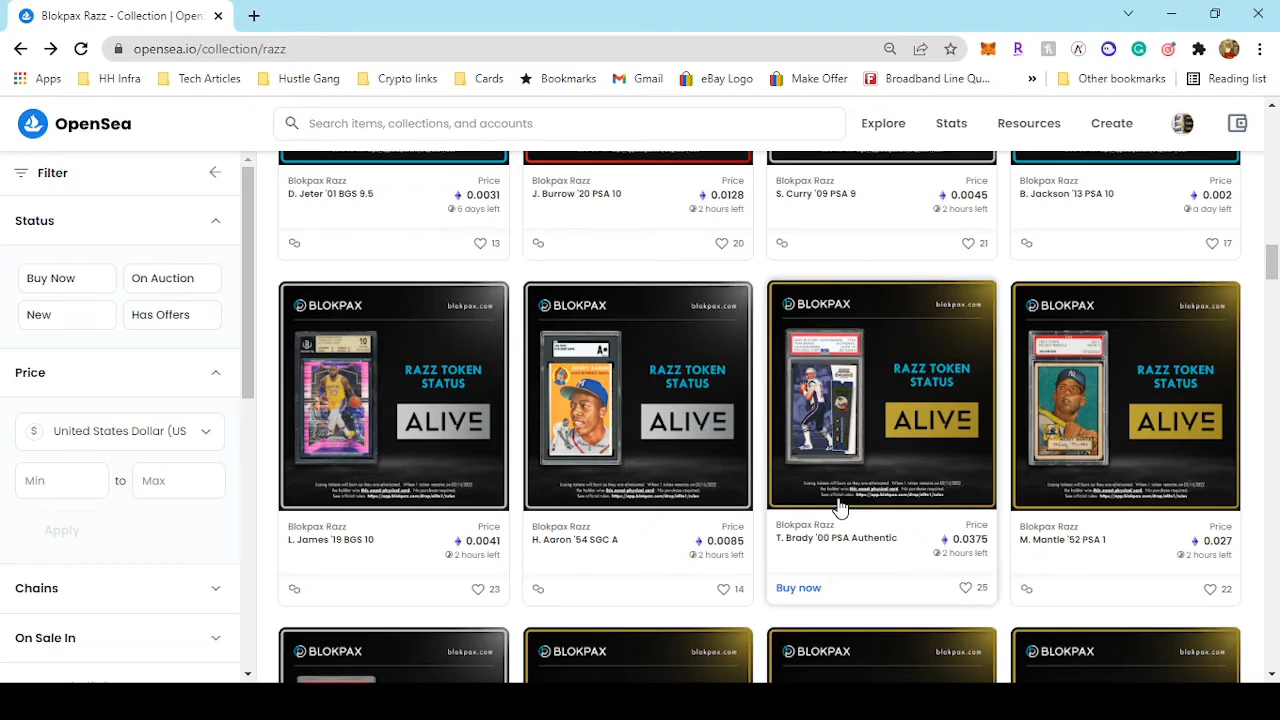 Blokpax Razz - Collection | Open
opensea.io/collection/razz
Apps
HH Infra
Tech Articles
Hustle Gang
Crypto links
Cards
Bookmarks
Gmail
eBay Logo
Make Offer
Broadband Line Qu...
»
Other bookmarks
Reading list
OpenSea
Search items, collections, and accounts
Explore
Stats
Resources
Create
Filter
Status
Buy Now
On Auction
New
Has Offers
Price
$ United States Dollar (US
Min
to
Max
Apply
Chains
On Sale In
Blokpax Razz Price
D. Jeter '01 BGS 9.5 0.0031
6 days left
13
Blokpax Razz Price
J. Burrow '20 PSA 10 0.0128
2 hours left
20
Blokpax Razz Price
S. Curry '09 PSA 9 0.0045
2 hours left
21
Blokpax Razz Price
B. Jackson '13 PSA 10 0.002
a day left
17
BLOKPAX blokpax.com
10
RAZZ TOKEN
STATUS
ALIVE
Blokpax Razz Price
L. James '19 BGS 10 0.0041
2 hours left
23
BLOKPAX blokpax.com
RAZZ TOKEN
STATUS
ALIVE
Blokpax Razz Price
H. Aaron '54 SGC A 0.0085
2 hours left
14
BLOKPAX blokpax.com
RAZZ TOKEN
STATUS
ALIVE
Blokpax Razz Price
T. Brady '00 PSA Authentic 0.0375
2 hours left
Buy now 25
BLOKPAX blokpax.com
RAZZ TOKEN
STATUS
ALIVE
Blokpax Razz Price
M. Mantle '52 PSA 1 0.027
2 hours left
22
BLOKPAX blokpax.com
BLOKPAX blokpax.com
BLOKPAX blokpax.com
BLOKPAX blokpax.com